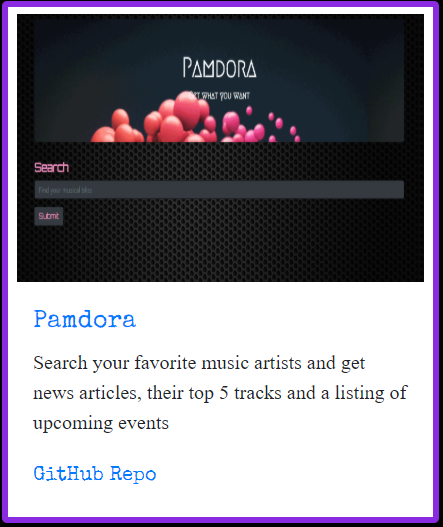 Pamdora
Get what you want
Search
Find your musical bliss
Submit
Pamdora
Search your favorite music artists and get
news articles, their top 5 tracks and a listing of
upcoming events
GitHub Repo